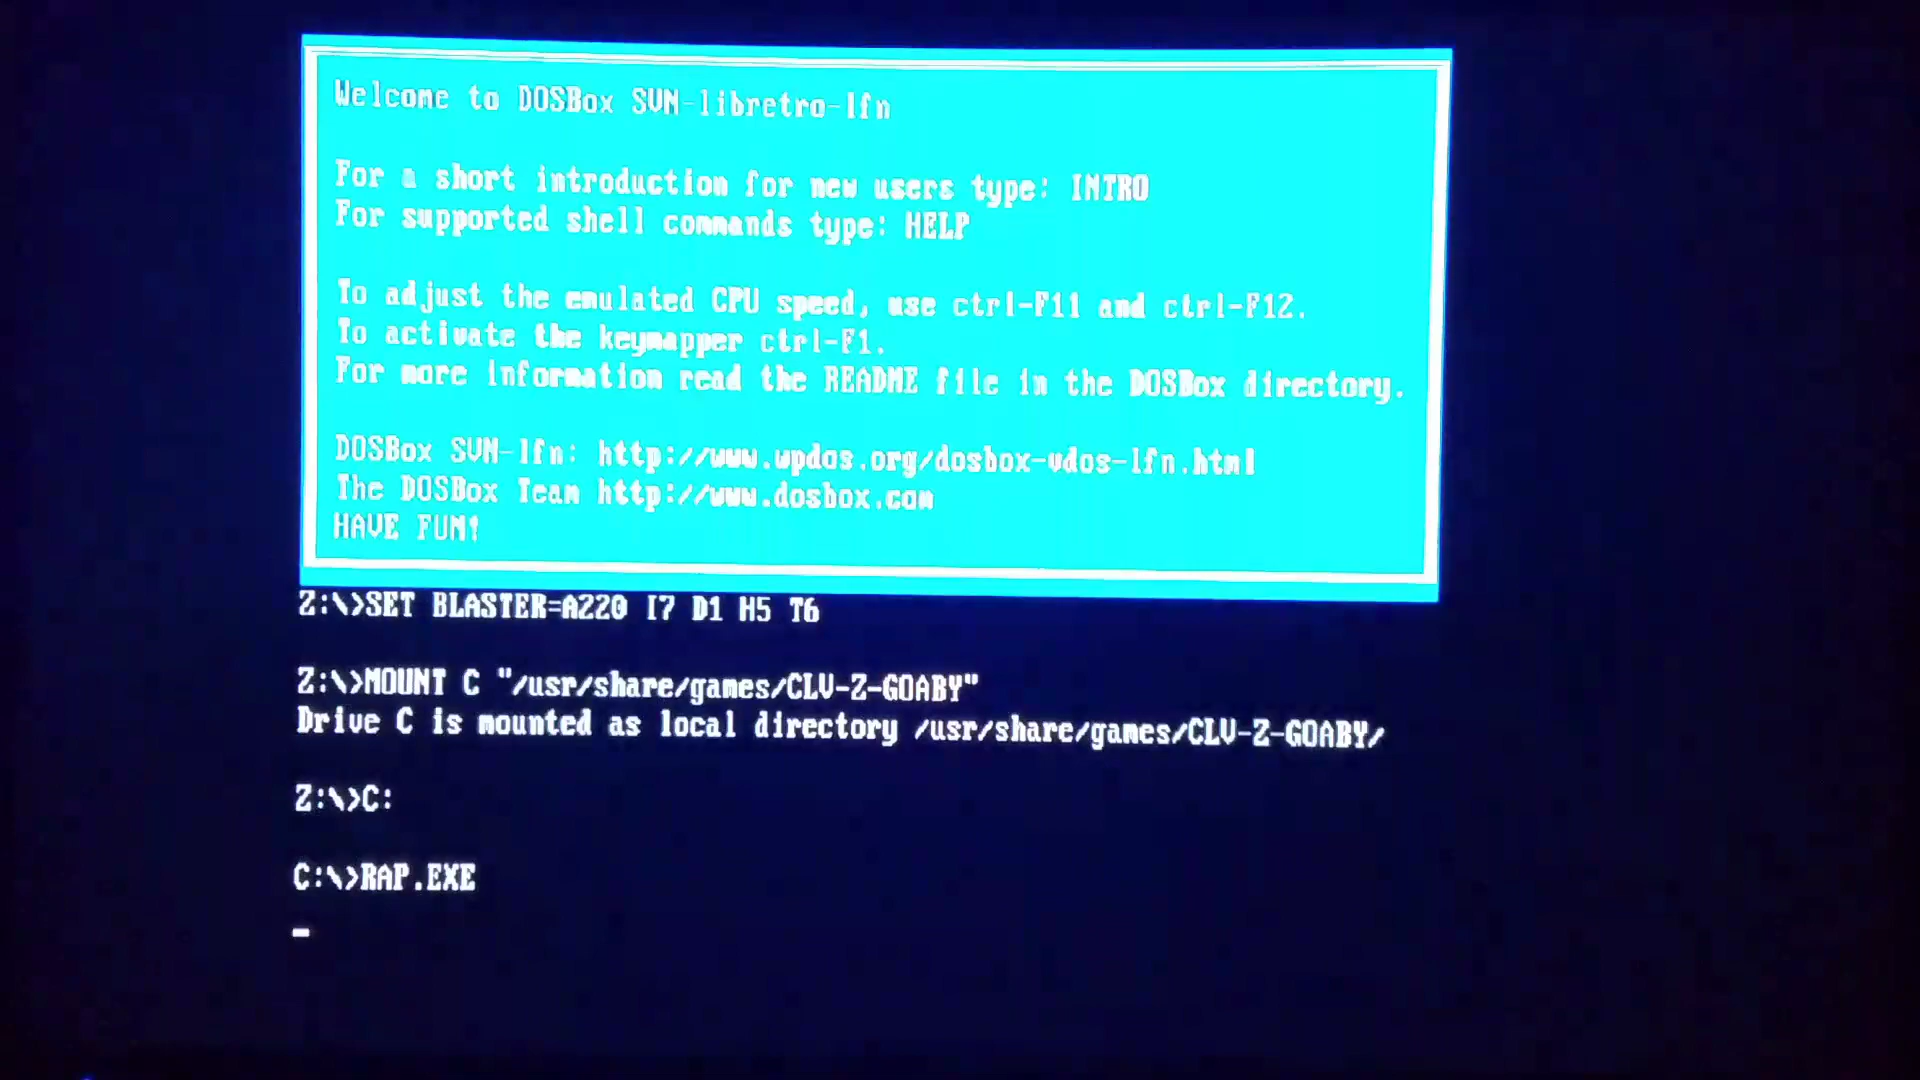 Welcome to DOSBox SVN-libretro-lfn
For a short introduction for new users type: INTRO
For supported shell commands type: HELP
To adjust the emulated CPU speed, use ctrl-F11 and ctrl-F12.
To activate the keymapper ctrl-F1.
For more information read the README file in the DOSBox directory.
DOSBox SVN-lfn: http://www.wpdos.org/dosbox-vdos-lfn.html
The DOSBox Team http://www.dosbox.com
HAVE FUN!
Z:\>SET BLASTER=A220 I7 D1 H5 T6
Z:\>MOUNT C "/usr/share/games/CLV-Z-GOABY"
Drive C is mounted as local directory /usr/share/games/CLV-Z-GOABY/
Z:\>C:
C:\>RAP.EXE